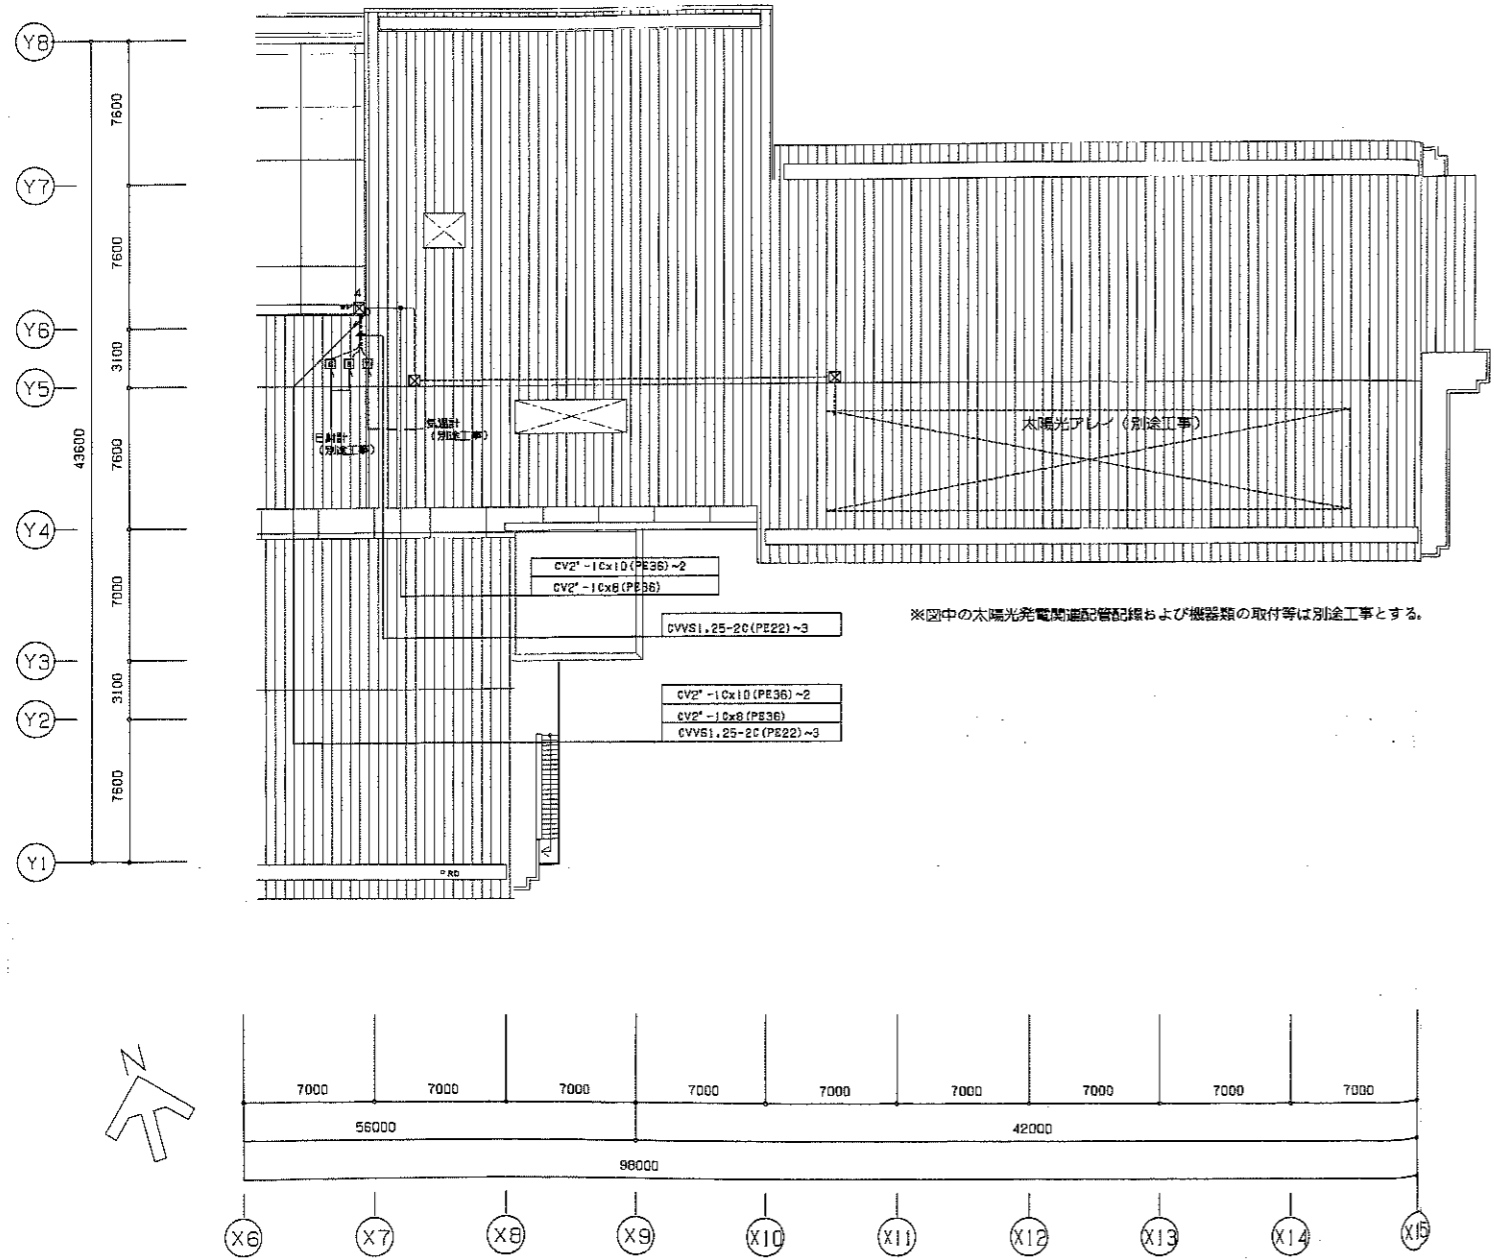 Y8
7600
Y7
7600
4
Y6
3100
Y5
気温計
(別途工事)
日射計
(別途工事)
太陽光アレイ (別途工事)
43600
7600
Y4
CV2°-1Cx10(PE36)~2
CV2°-1Cx8(PE36)
7000
※図中の太陽光発電関連配管配線および機器類の取付等は別途工事とする。
CVVS1.25-2C(PE22)~3
Y3
3100
CV2°-1Cx10(PE36)~2
CV2°-1Cx8(PE36)
CVVS1.25-2C(PE22)~3
Y2
7600
Y1
RD
N
7000 7000 7000 7000 7000 7000 7000 7000 7000
56000 42000
98000
X6 X7 X8 X9 X10 X11 X12 X13 X14 X15